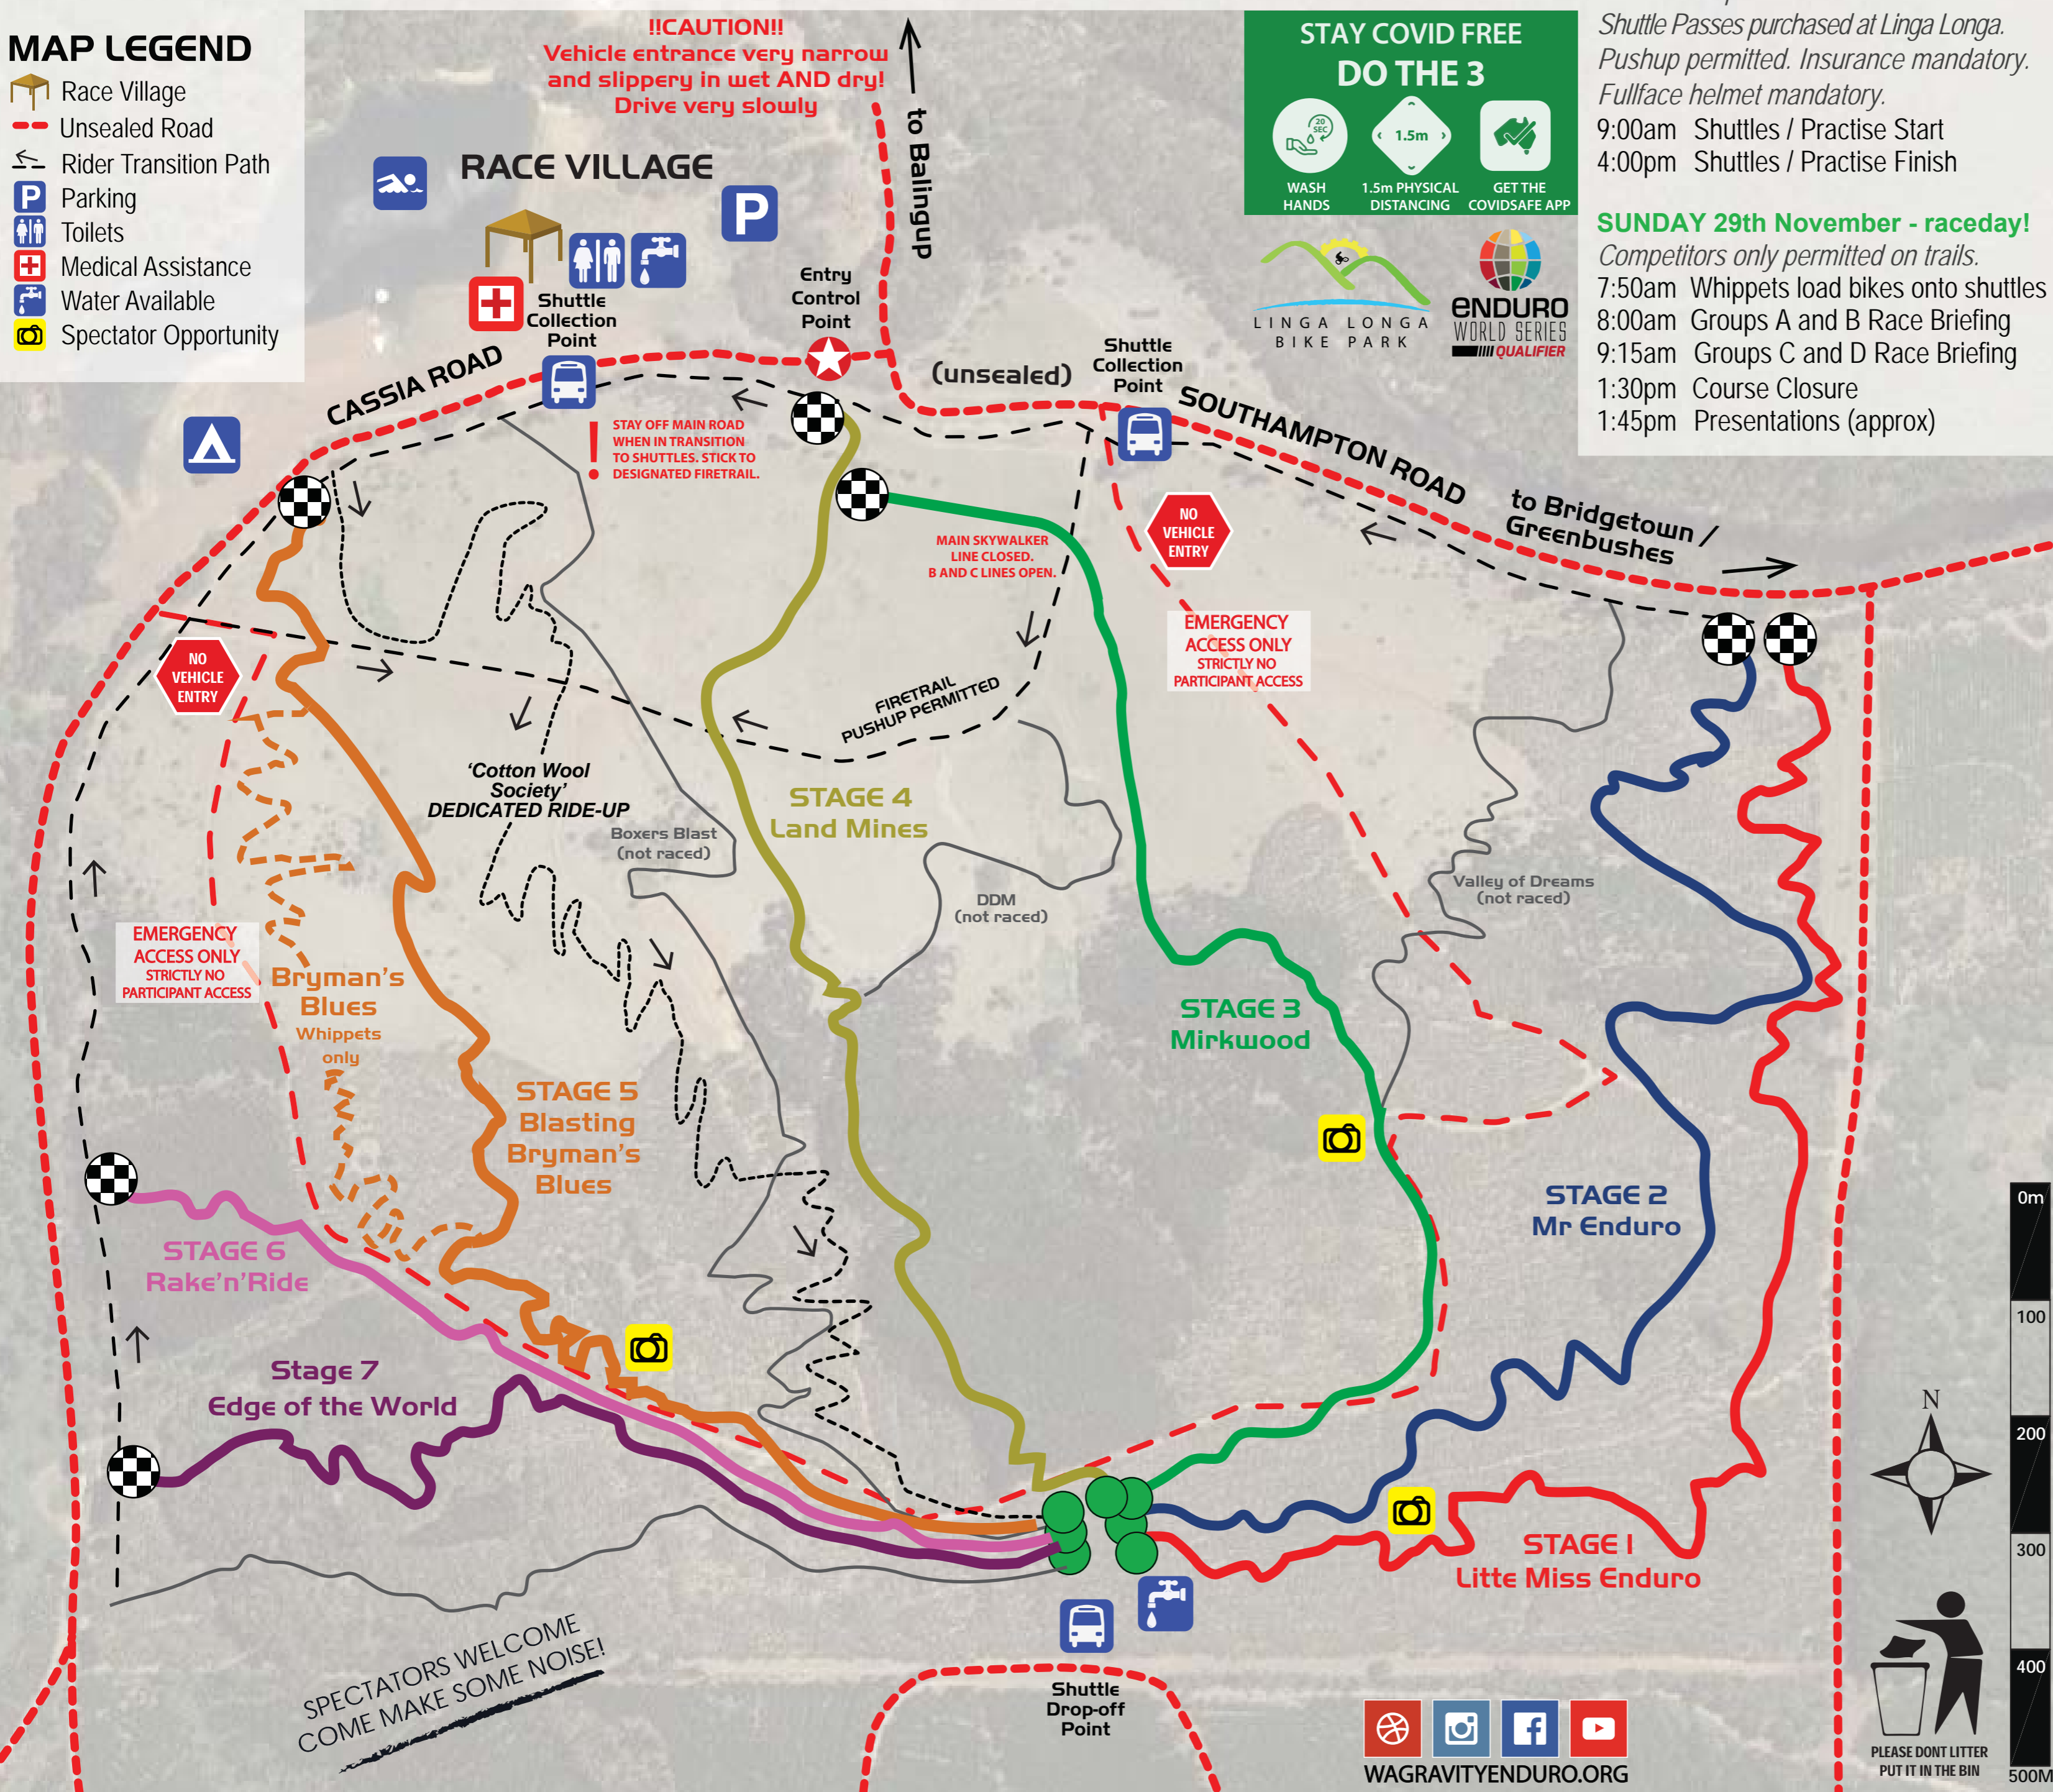 MAP LEGEND
Race Village
Unsealed Road
Rider Transition Path
P Parking
Toilets
Medical Assistance
Water Available
Spectator Opportunity
!!CAUTION!!
Vehicle entrance very narrow
and slippery in wet AND dry!
Drive very slowly
to Balingup
RACE VILLAGE
P
Shuttle
Collection
Point
Entry
Control
Point
STAY COVID FREE
DO THE 3
20
SEC
1.5m
WASH
HANDS
1.5m PHYSICAL
DISTANCING
GET THE
COVIDSAFE APP
LINGA LONGA
BIKE PARK
ENDURO
WORLD SERIES
QUALIFIER
Shuttle Passes purchased at Linga Longa.
Pushup permitted. Insurance mandatory.
Fullface helmet mandatory.
9:00am Shuttles / Practise Start
4:00pm Shuttles / Practise Finish
SUNDAY 29th November - raceday!
Competitors only permitted on trails.
7:50am Whippets load bikes onto shuttles
8:00am Groups A and B Race Briefing
9:15am Groups C and D Race Briefing
1:30pm Course Closure
1:45pm Presentations (approx)
CASSIA ROAD
(unsealed)
Shuttle
Collection
Point
SOUTHAMPTON ROAD
to Bridgetown /
Greenbushes
! STAY OFF MAIN ROAD
WHEN IN TRANSITION
TO SHUTTLES. STICK TO
DESIGNATED FIRETRAIL.
MAIN SKYWALKER
LINE CLOSED.
B AND C LINES OPEN.
NO
VEHICLE
ENTRY
EMERGENCY
ACCESS ONLY
STRICTLY NO
PARTICIPANT ACCESS
NO
VEHICLE
ENTRY
FIRETRAIL
PUSHUP PERMITTED
'Cotton Wool
Society'
DEDICATED RIDE-UP
Boxers Blast
(not raced)
STAGE 4
Land Mines
DDM
(not raced)
Valley of Dreams
(not raced)
EMERGENCY
ACCESS ONLY
STRICTLY NO
PARTICIPANT ACCESS
Bryman's
Blues
Whippets
only
STAGE 3
Mirkwood
STAGE 5
Blasting
Bryman's
Blues
STAGE 2
Mr Enduro
STAGE 6
Rake'n'Ride
Stage 7
Edge of the World
STAGE 1
Litte Miss Enduro
N
0m
100
200
300
400
500M
SPECTATORS WELCOME
COME MAKE SOME NOISE!
Shuttle
Drop-off
Point
WAGRAVITYENDURO.ORG
PLEASE DONT LITTER
PUT IT IN THE BIN